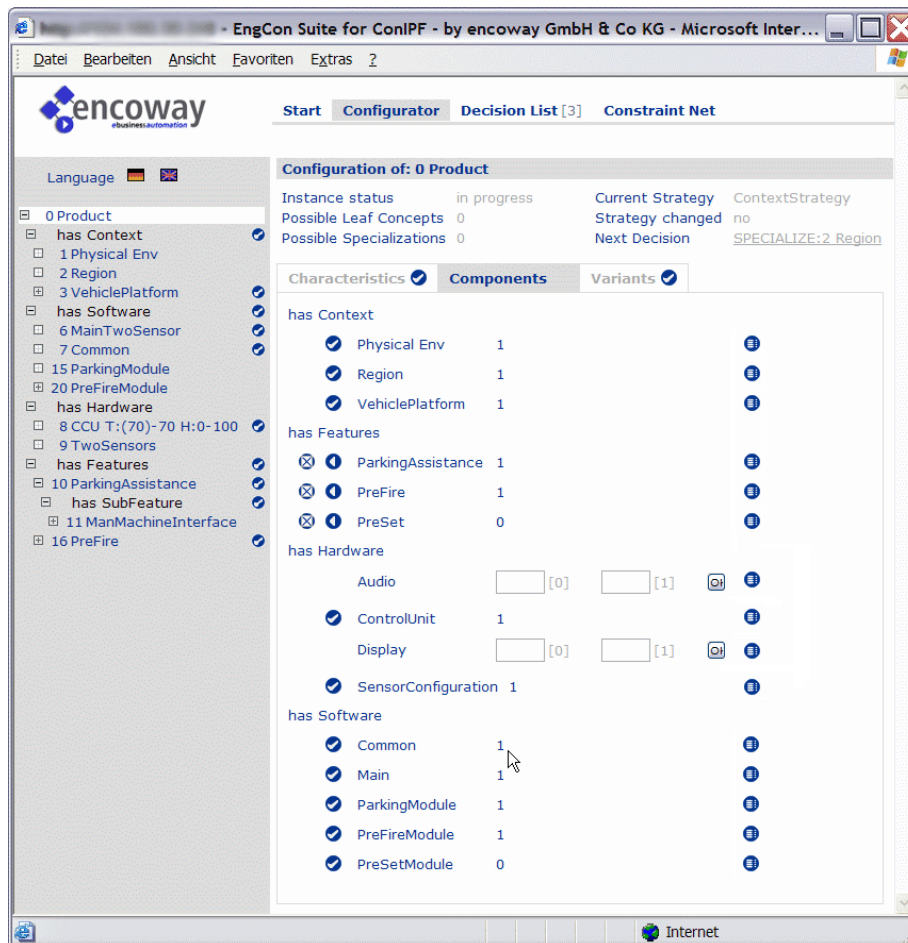 - EngCon Suite for ConIPF - by encoway GmbH & Co KG - Microsoft Inter...
Datei Bearbeiten Ansicht Favoriten Extras ?
encoway
ebusinessautomation
Start Configurator Decision List [3] Constraint Net
Language
0 Product
has Context
1 Physical Env
2 Region
3 VehiclePlatform
has Software
6 MainTwoSensor
7 Common
15 ParkingModule
20 PreFireModule
has Hardware
8 CCU T:(70)-70 H:0-100
9 TwoSensors
has Features
10 ParkingAssistance
has SubFeature
11 ManMachineInterface
16 PreFire
Configuration of: 0 Product
Instance status in progress Current Strategy ContextStrategy
Possible Leaf Concepts 0 Strategy changed no
Possible Specializations 0 Next Decision SPECIALIZE:2 Region
Characteristics Components Variants
has Context
Physical Env 1
Region 1
VehiclePlatform 1
has Features
ParkingAssistance 1
PreFire 1
PreSet 0
has Hardware
Audio [0] [1]
ControlUnit 1
Display [0] [1]
SensorConfiguration 1
has Software
Common 1
Main 1
ParkingModule 1
PreFireModule 1
PreSetModule 0
Internet